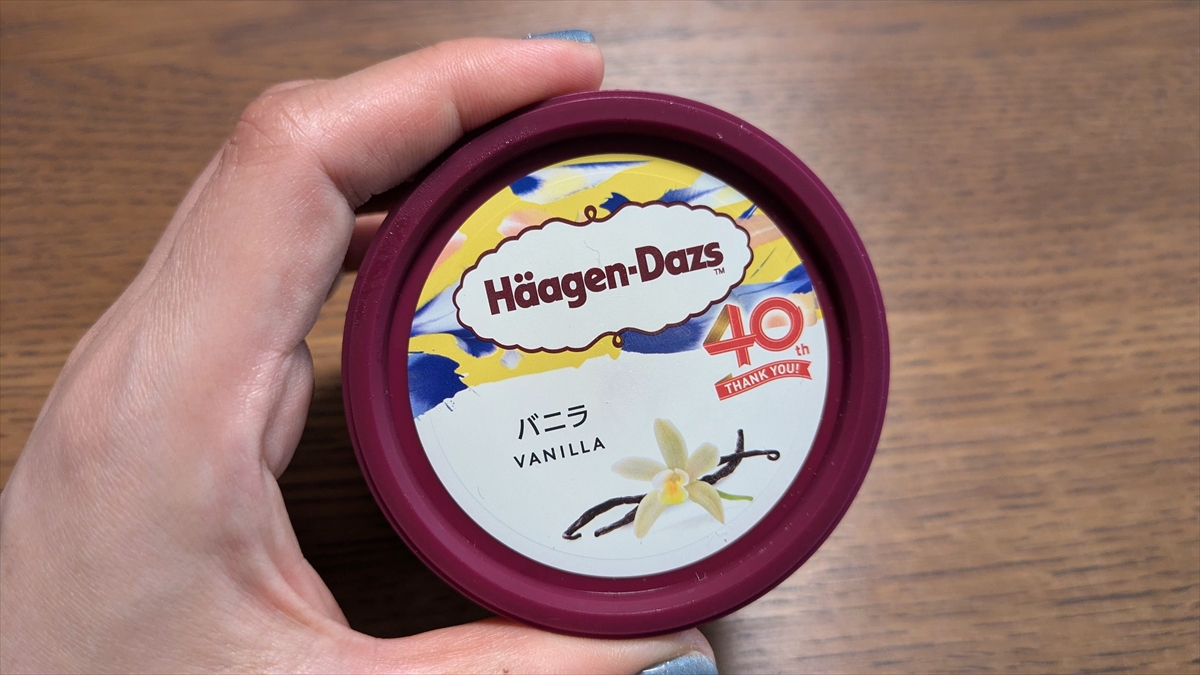 Häagen-Dazs™
40th
THANK YOU!
バニラ
VANILLA